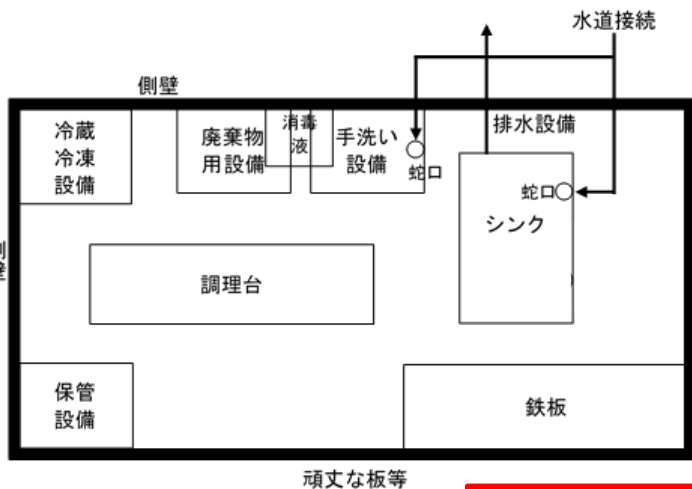 水道接続
側壁
冷蔵
冷凍
設備
廃棄物
用設備
消毒
液
手洗い
設備
蛇口
排水設備
蛇口
シンク
側
壁
調理台
保管
設備
鉄板
頑丈な板等